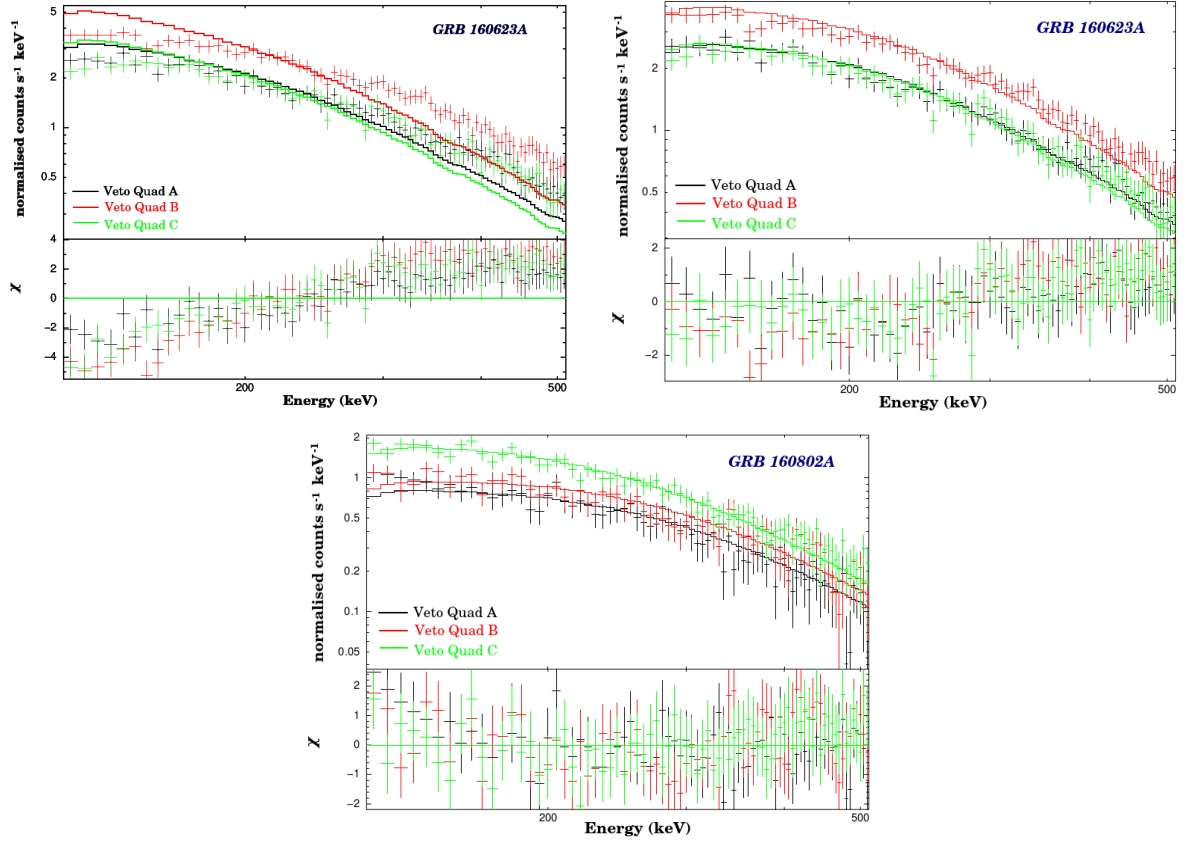 GRB 160623A
normalised counts s⁻¹ keV⁻¹
5
2
1
0.5
Veto Quad A
Veto Quad B
Veto Quad C
χ
4
2
0
−2
−4
200
500
Energy (keV)
GRB 160623A
normalised counts s⁻¹ keV⁻¹
2
1
0.5
Veto Quad A
Veto Quad B
Veto Quad C
χ
2
0
−2
200
500
Energy (keV)
GRB 160802A
normalised counts s⁻¹ keV⁻¹
2
1
0.5
0.2
0.1
0.05
Veto Quad A
Veto Quad B
Veto Quad C
χ
2
1
0
−1
−2
200
500
Energy (keV)